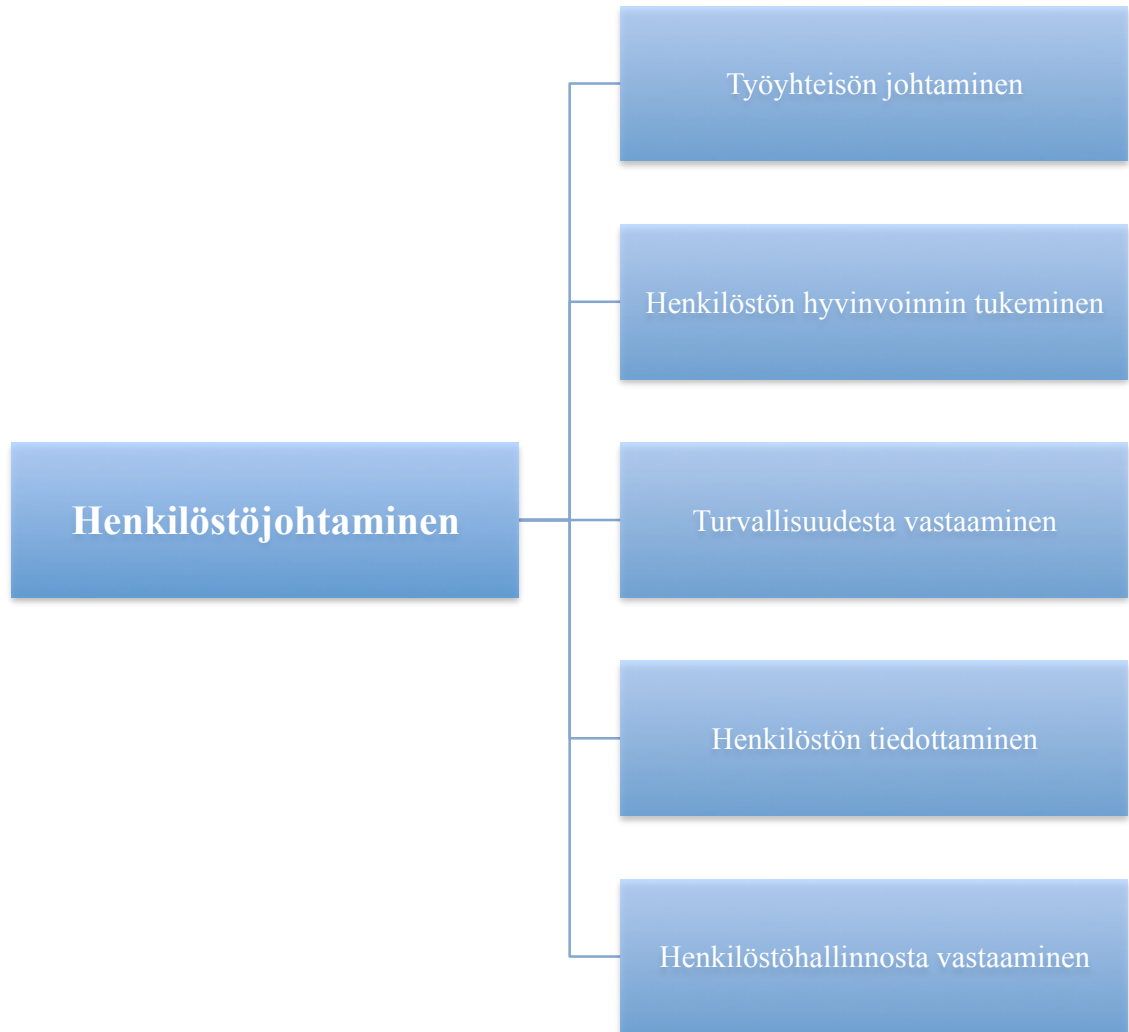 Työyhteisön johtaminen
Henkilöstön hyvinvoinnin tukeminen
Henkilöstöjohtaminen
Turvallisuudesta vastaaminen
Henkilöstön tiedottaminen
Henkilöstöhallinnosta vastaaminen